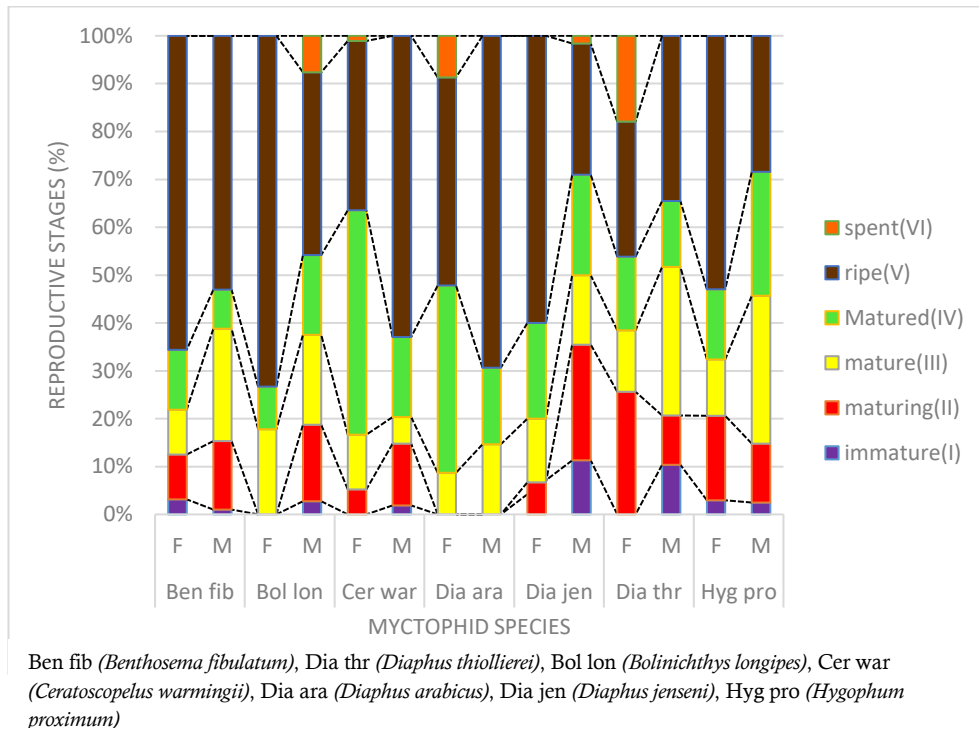 100%
90%
80%
70%
60%
50%
40%
30%
20%
10%
0%
REPRODUCTIVE STAGES (%)
F M F M F M F M F M F M F M
Ben fib Bol lon Cer war Dia ara Dia jen Dia thr Hyg pro
MYCTOPHID SPECIES
spent(VI)
ripe(V)
Matured(IV)
mature(III)
maturing(II)
immature(I)
Ben fib (Benthosema fibulatum), Dia thr (Diaphus thiollierei), Bol lon (Bolinichthys longipes), Cer war
(Ceratoscopelus warmingii), Dia ara (Diaphus arabicus), Dia jen (Diaphus jenseni), Hyg pro (Hygophum
proximum)